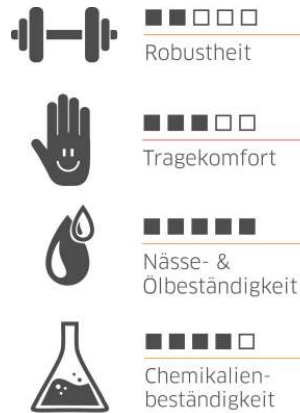 Robustheit
Tragekomfort
Nässe- &
Ölbeständigkeit
Chemikalien-
beständigkeit